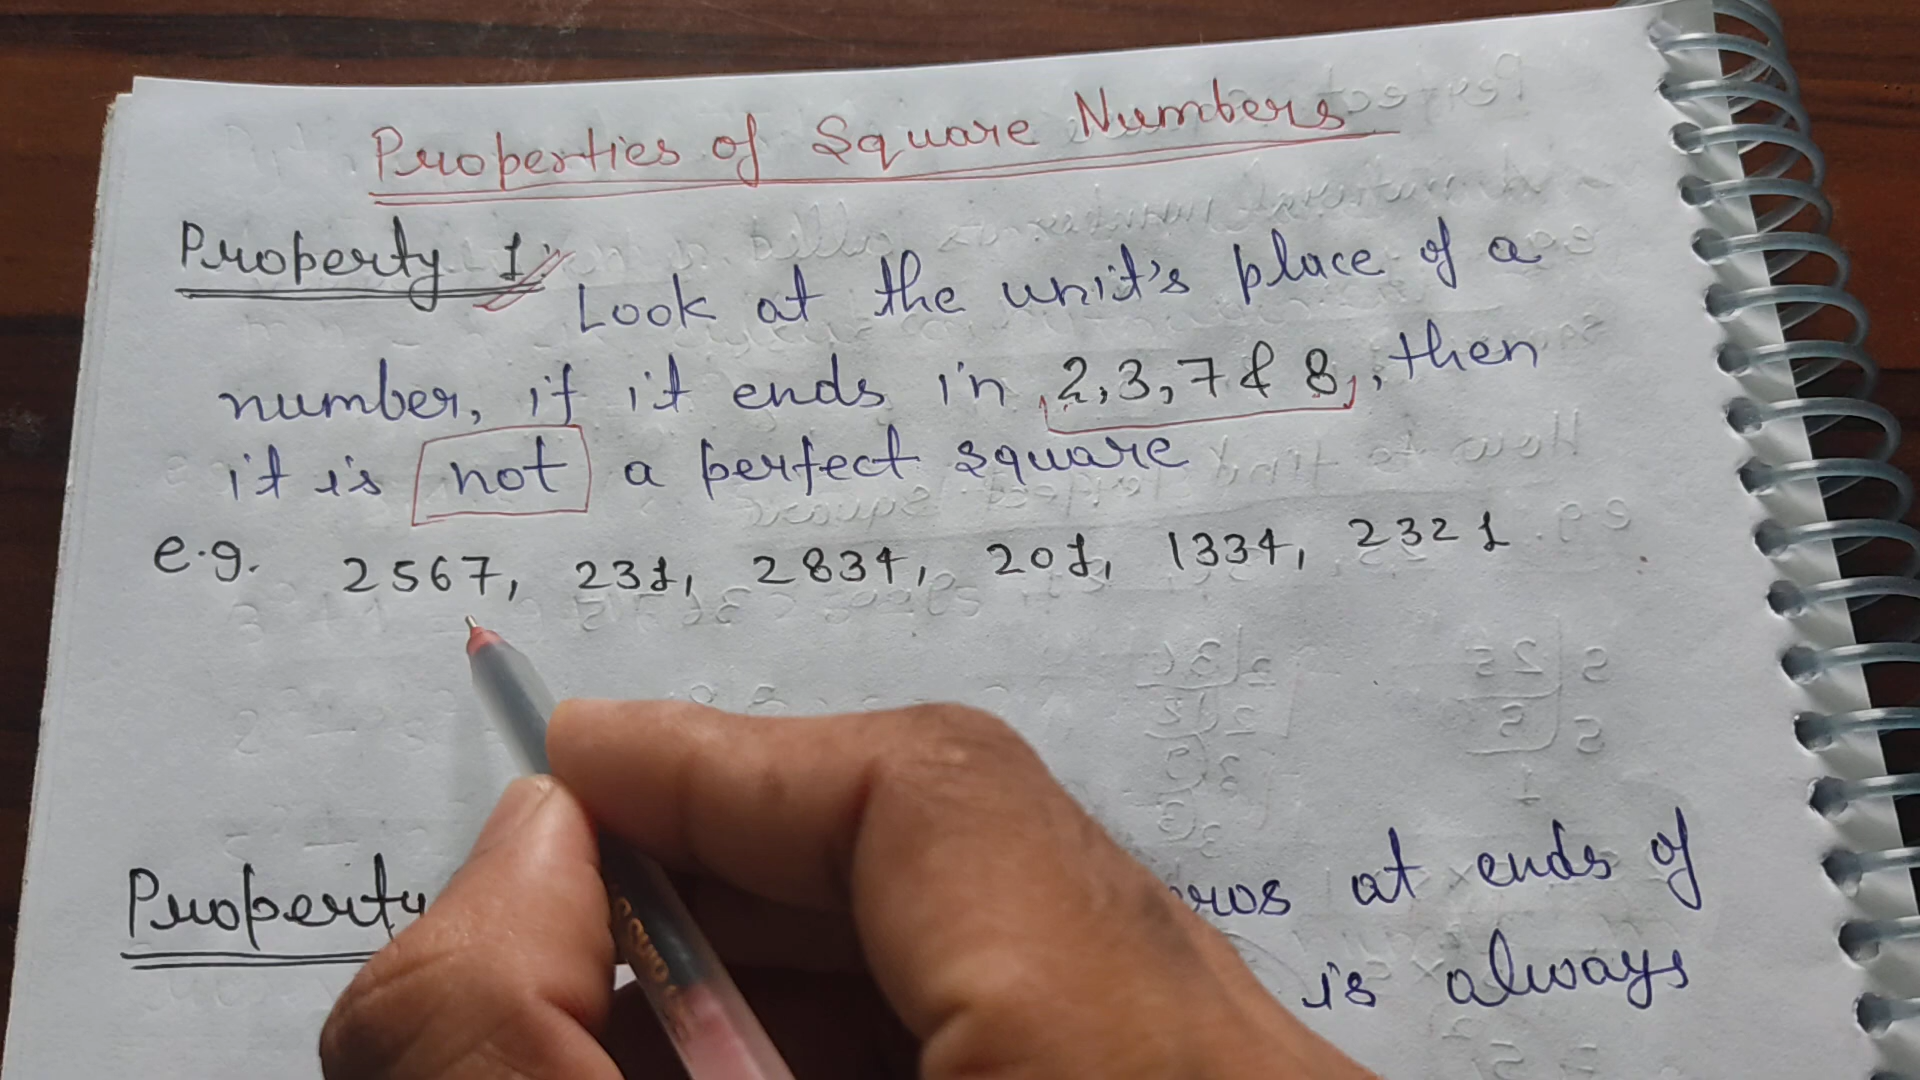 Properties of Square Numbers
Property 1:
Look at the unit's place of a
number, if it ends in 2,3,7 & 8, then
it is not a perfect square
e.g. 2567, 231, 2834, 201, 1334, 2321
Property at ends of
is always